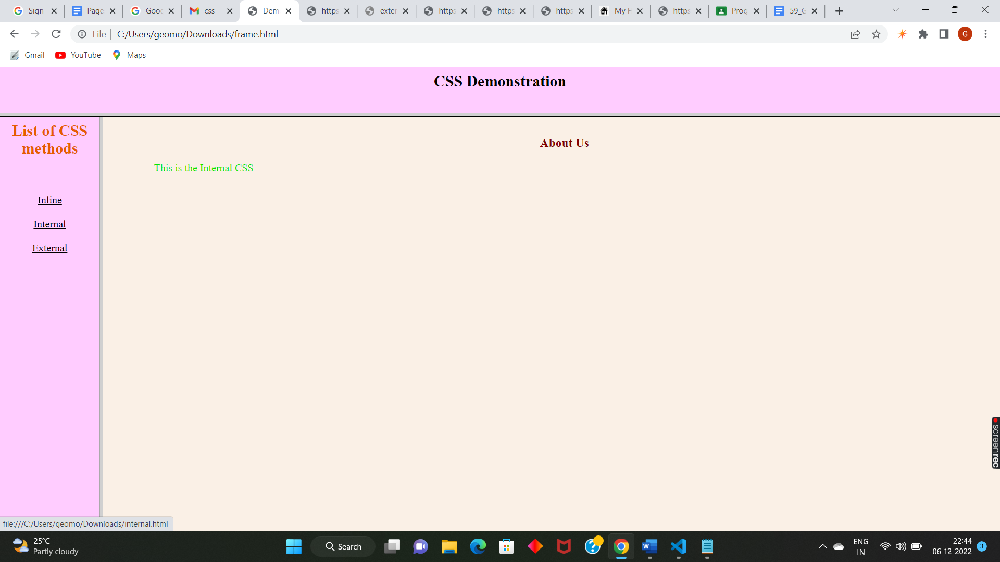 Sign
Page
Goog
css -
Dem
https
exter
https
https
https
My H
https
Prog
59_G
File
C:/Users/geomo/Downloads/frame.html
G
Gmail
YouTube
Maps
CSS Demonstration
List of CSS
methods
Inline
Internal
External
About Us
This is the Internal CSS
screenrec
file:///C:/Users/geomo/Downloads/internal.html
25°C
Partly cloudy
Search
ENG
IN
22:44
06-12-2022
3